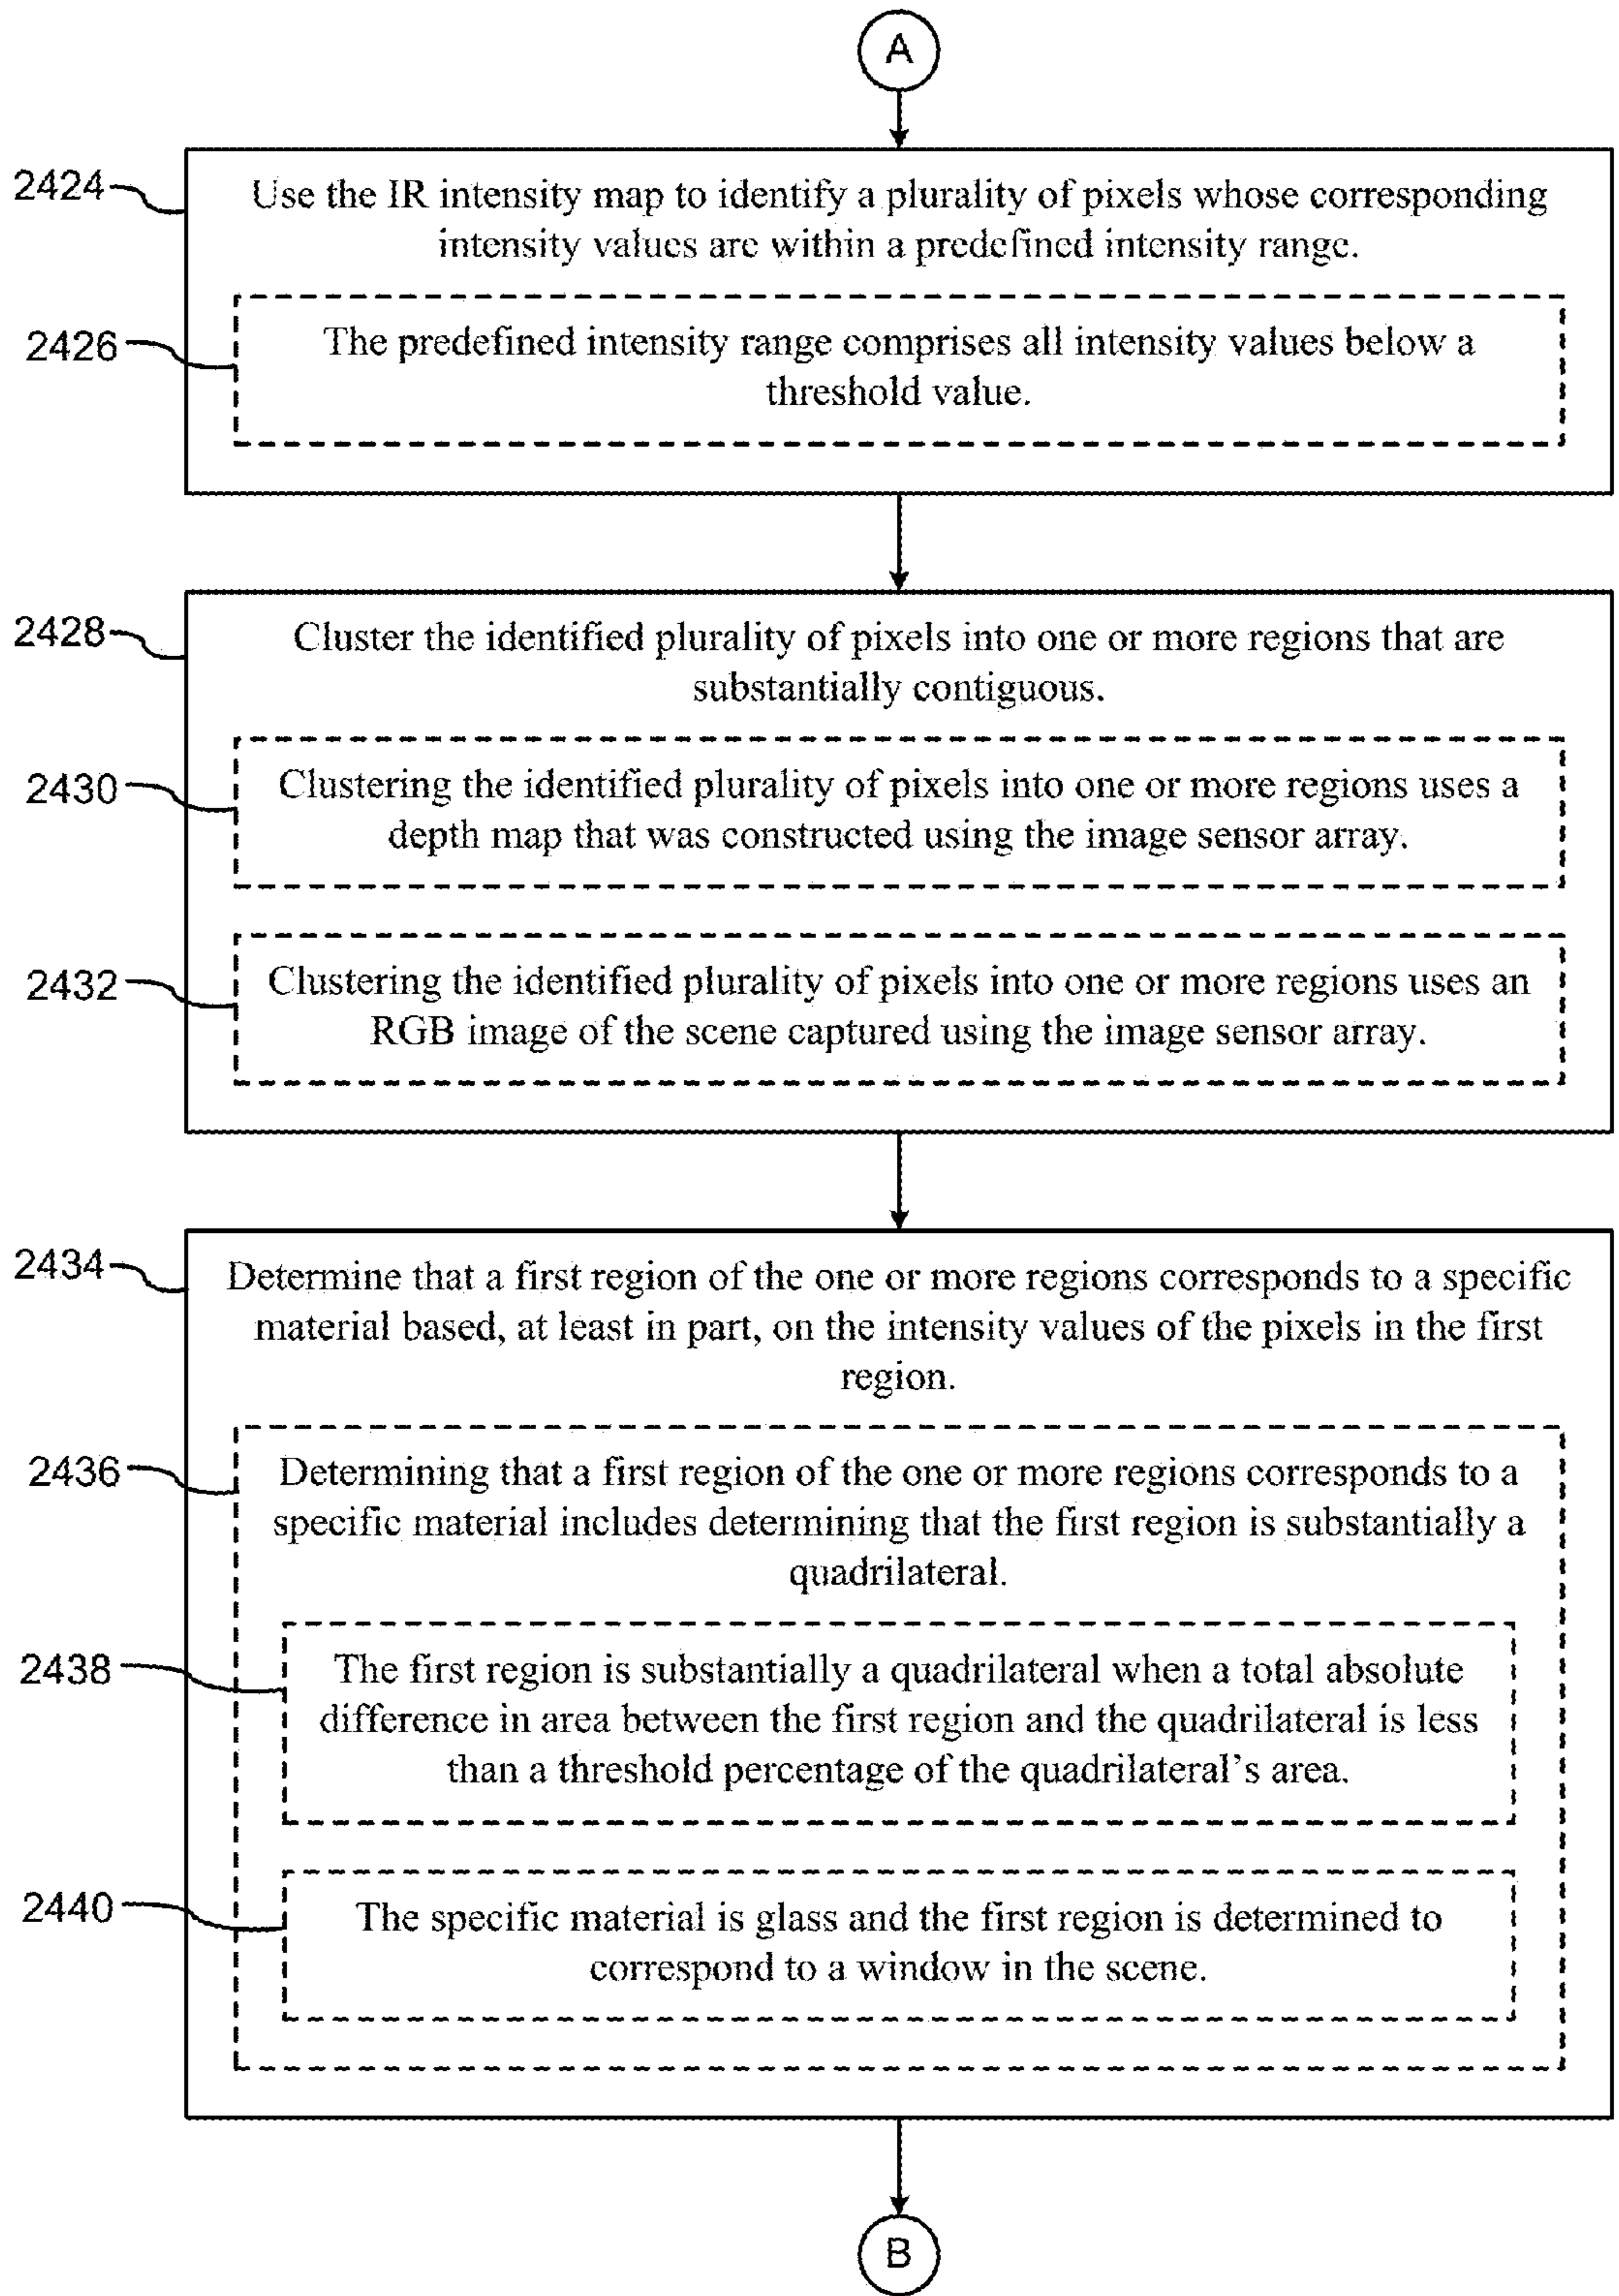 A
2424
Use the IR intensity map to identify a plurality of pixels whose corresponding
intensity values are within a predefined intensity range.
2426
The predefined intensity range comprises all intensity values below a
threshold value.
2428
Cluster the identified plurality of pixels into one or more regions that are
substantially contiguous.
2430
Clustering the identified plurality of pixels into one or more regions uses a
depth map that was constructed using the image sensor array.
2432
Clustering the identified plurality of pixels into one or more regions uses an
RGB image of the scene captured using the image sensor array.
2434
Determine that a first region of the one or more regions corresponds to a specific
material based, at least in part, on the intensity values of the pixels in the first
region.
2436
Determining that a first region of the one or more regions corresponds to a
specific material includes determining that the first region is substantially a
quadrilateral.
2438
The first region is substantially a quadrilateral when a total absolute
difference in area between the first region and the quadrilateral is less
than a threshold percentage of the quadrilateral's area.
2440
The specific material is glass and the first region is determined to
correspond to a window in the scene.
B